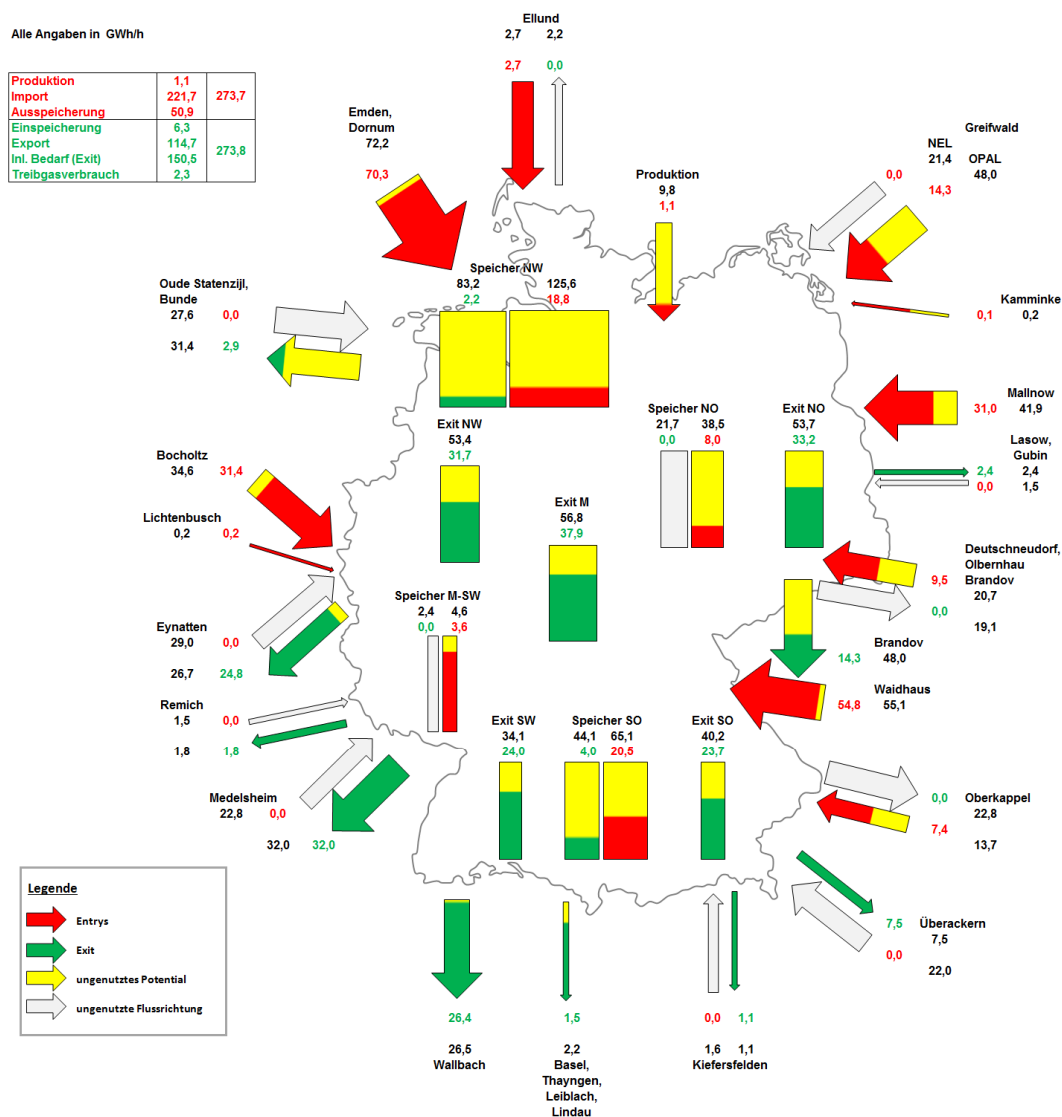 Alle Angaben in GWh/h
Produktion 1,1
Import 221,7 273,7
Ausspeicherung 50,9
Einspeicherung 6,3
Export 114,7
Inl. Bedarf (Exit) 150,5 273,8
Treibgasverbrauch 2,3
Ellund
2,7 2,2
2,7 0,0
Emden,
Dornum
72,2
70,3
Produktion
9,8
1,1
Greifwald
NEL
21,4 OPAL
0,0 48,0
14,3
Speicher NW
83,2 125,6
2,2 18,8
Oude Statenzijl,
Bunde
27,6 0,0
31,4 2,9
Kamminke
0,1 0,2
Mallnow
31,0 41,9
Speicher NO
21,7 38,5
0,0 8,0
Exit NO
53,7
33,2
Exit NW
53,4
31,7
Lasow,
Gubin
2,4 2,4
0,0 1,5
Bocholtz
34,6 31,4
Exit M
56,8
37,9
Lichtenbusch
0,2 0,2
Deutschneudorf,
Olbernhau
9,5 Brandov
20,7
0,0
19,1
Speicher M-SW
2,4 4,6
0,0 3,6
Eynatten
29,0 0,0
26,7 24,8
Brandov
14,3 48,0
Waidhaus
54,8 55,1
Remich
1,5 0,0
1,8 1,8
Exit SW
34,1
24,0
Speicher SO
44,1 65,1
4,0 20,5
Exit SO
40,2
23,7
Medelsheim
22,8 0,0
32,0 32,0
0,0 Oberkappel
22,8
7,4
13,7
Legende
Entrys
Exit
ungenutztes Potential
ungenutzte Flussrichtung
7,5 Überackern
7,5
0,0
22,0
26,4
26,5
Wallbach
1,5
2,2
Basel,
Thayngen,
Leiblach,
Lindau
0,0 1,1
1,6 1,1
Kiefersfelden